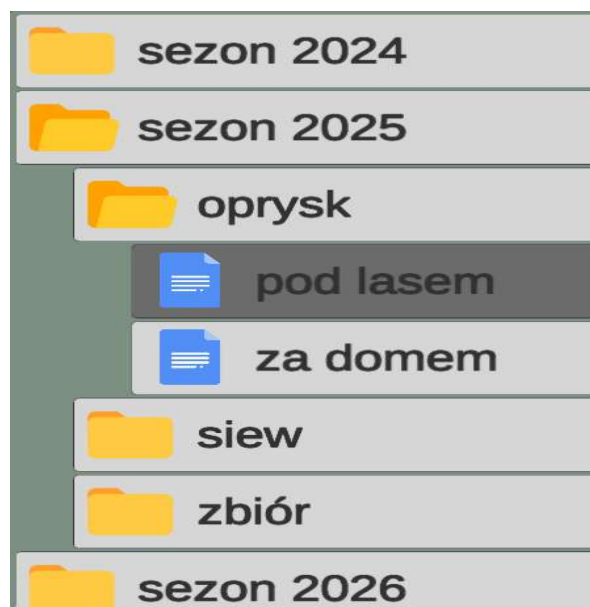 sezon 2024
sezon 2025
oprysk
pod lasem
za domem
siew
zbiór
sezon 2026